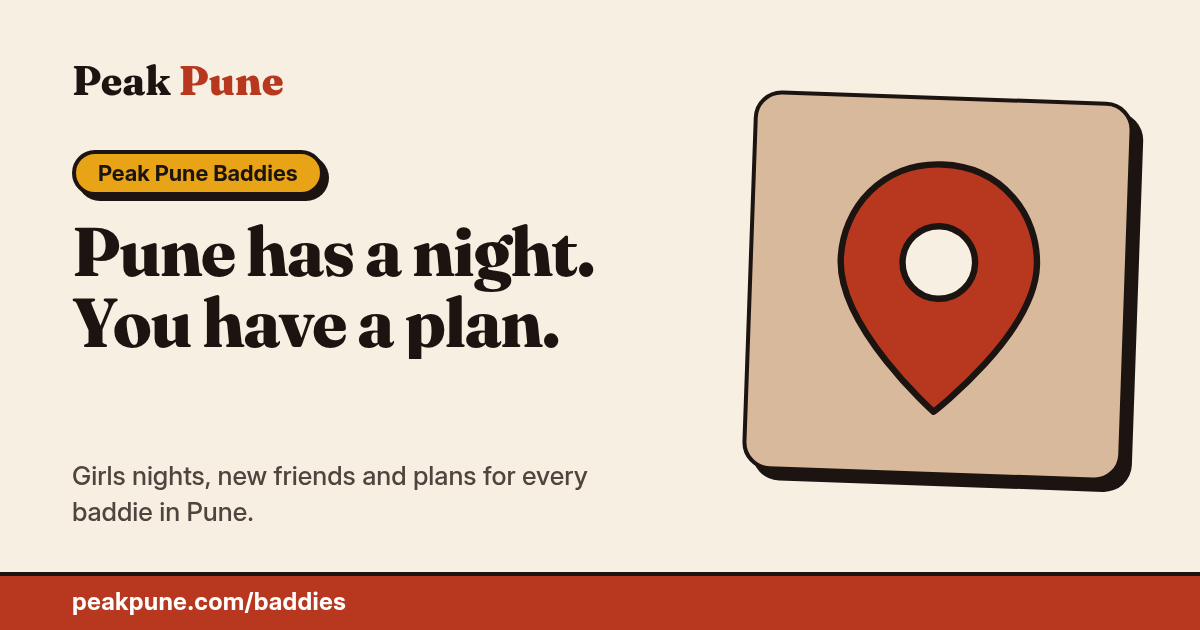 Peak Pune
Peak Pune Baddies
Pune has a night.
You have a plan.
Girls nights, new friends and plans for every
baddie in Pune.
peakpune.com/baddies